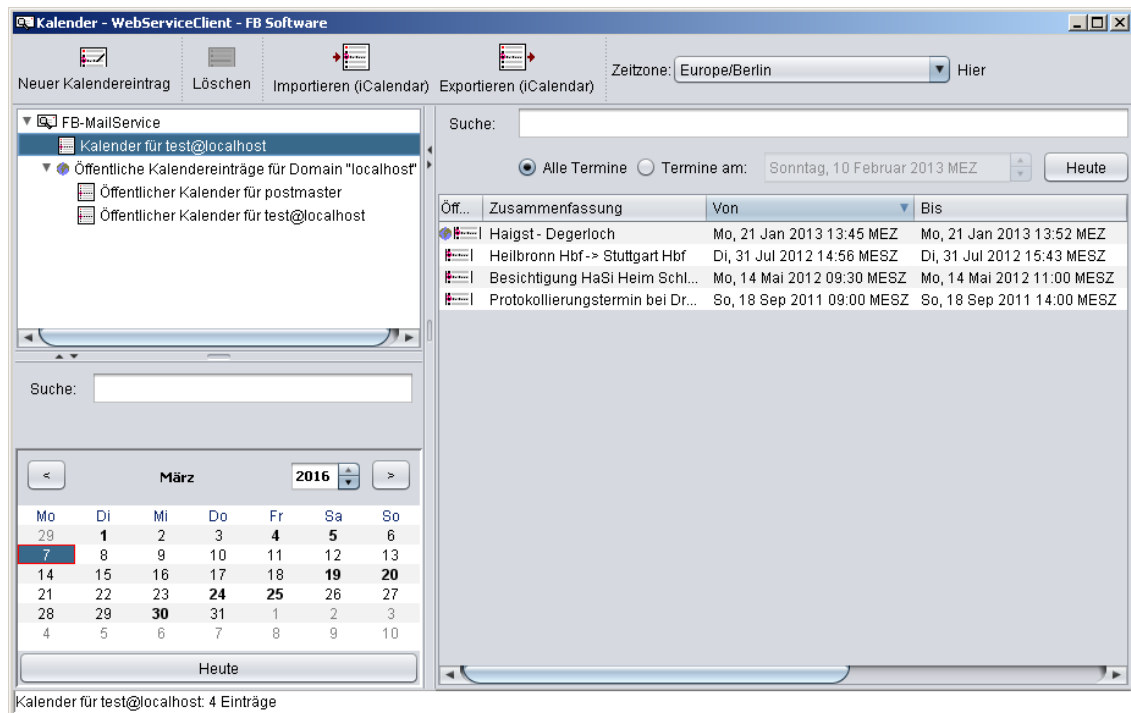 Kalender - WebServiceClient - FB Software
Neuer Kalendereintrag Löschen Importieren (iCalendar) Exportieren (iCalendar) Zeitzone: Europe/Berlin Hier
FB-MailService
Kalender für test@localhost
Öffentliche Kalendereinträge für Domain "localhost"
Öffentlicher Kalender für postmaster
Öffentlicher Kalender für test@localhost
Suche:
< März 2016 >
Mo Di Mi Do Fr Sa So
29 1 2 3 4 5 6
7 8 9 10 11 12 13
14 15 16 17 18 19 20
21 22 23 24 25 26 27
28 29 30 31 1 2 3
4 5 6 7 8 9 10
Heute
Suche:
Alle Termine Termine am: Sonntag, 10 Februar 2013 MEZ Heute
Öff... Zusammenfassung Von Bis
Haigst - Degerloch Mo, 21 Jan 2013 13:45 MEZ Mo, 21 Jan 2013 13:52 MEZ
Heilbronn Hbf -> Stuttgart Hbf Di, 31 Jul 2012 14:56 MESZ Di, 31 Jul 2012 15:43 MESZ
Besichtigung HaSi Heim Schl... Mo, 14 Mai 2012 09:30 MESZ Mo, 14 Mai 2012 11:00 MESZ
Protokollierungstermin bei Dr... So, 18 Sep 2011 09:00 MESZ So, 18 Sep 2011 14:00 MESZ
Kalender für test@localhost: 4 Einträge